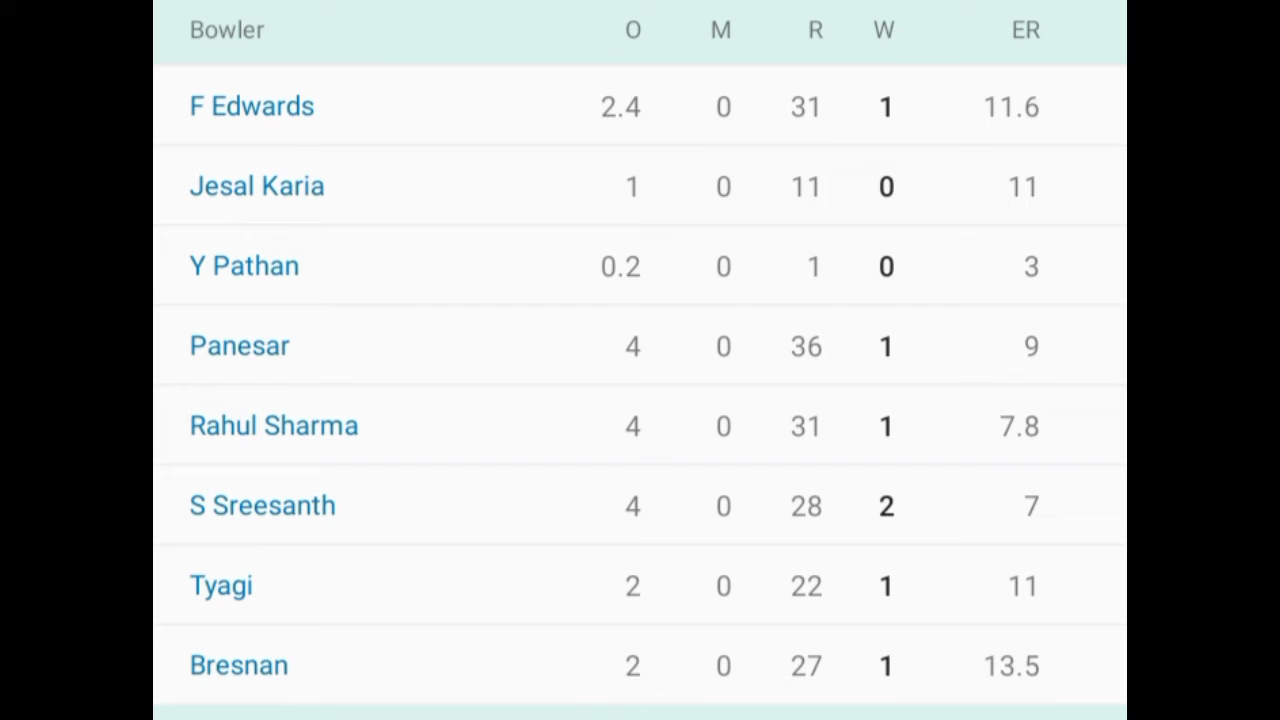 Bowler O M R W ER
F Edwards 2.4 0 31 1 11.6
Jesal Karia 1 0 11 0 11
Y Pathan 0.2 0 1 0 3
Panesar 4 0 36 1 9
Rahul Sharma 4 0 31 1 7.8
S Sreesanth 4 0 28 2 7
Tyagi 2 0 22 1 11
Bresnan 2 0 27 1 13.5